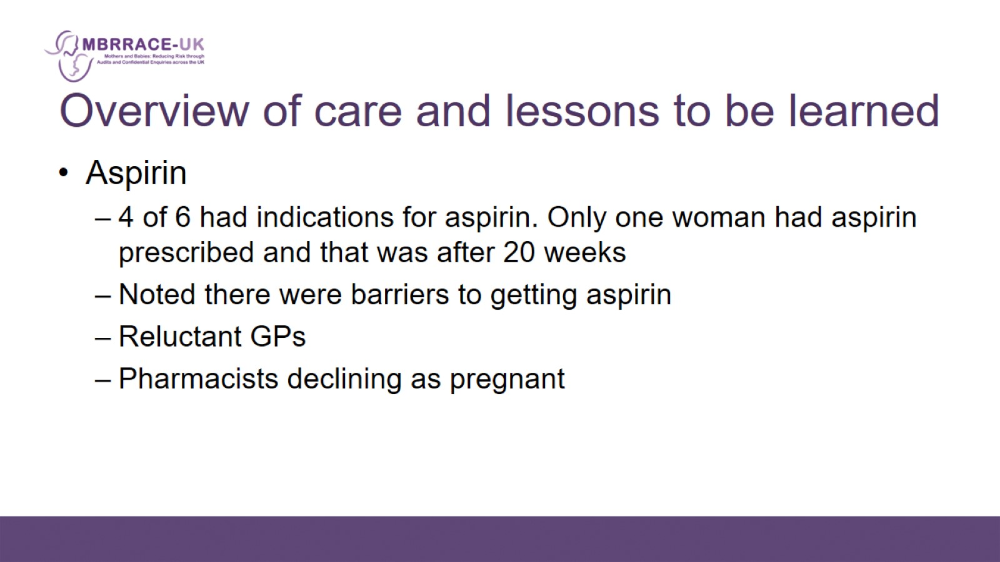 MBRRACE-UK
Mothers and Babies: Reducing Risk through
Audits and Confidential Enquiries across the UK
Overview of care and lessons to be learned
• Aspirin
– 4 of 6 had indications for aspirin. Only one woman had aspirin
prescribed and that was after 20 weeks
– Noted there were barriers to getting aspirin
– Reluctant GPs
– Pharmacists declining as pregnant